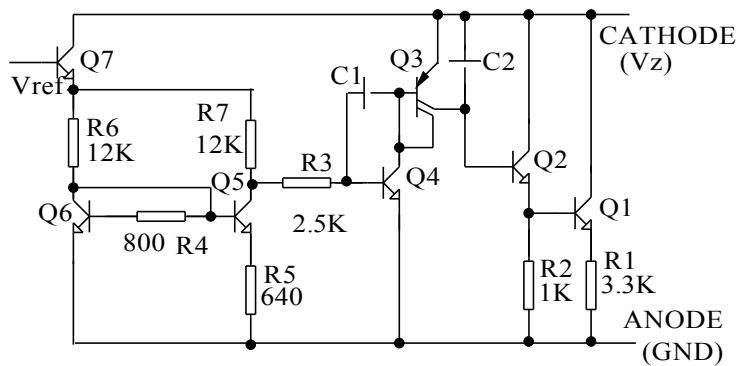 CATHODE
(Vz)
Q7
Q3
C2
C1
Vref
R6
12K
R7
12K
R3
Q4
Q2
Q5
Q6
Q1
800
R4
2.5K
R5
640
R2
1K
R1
3.3K
ANODE
(GND)